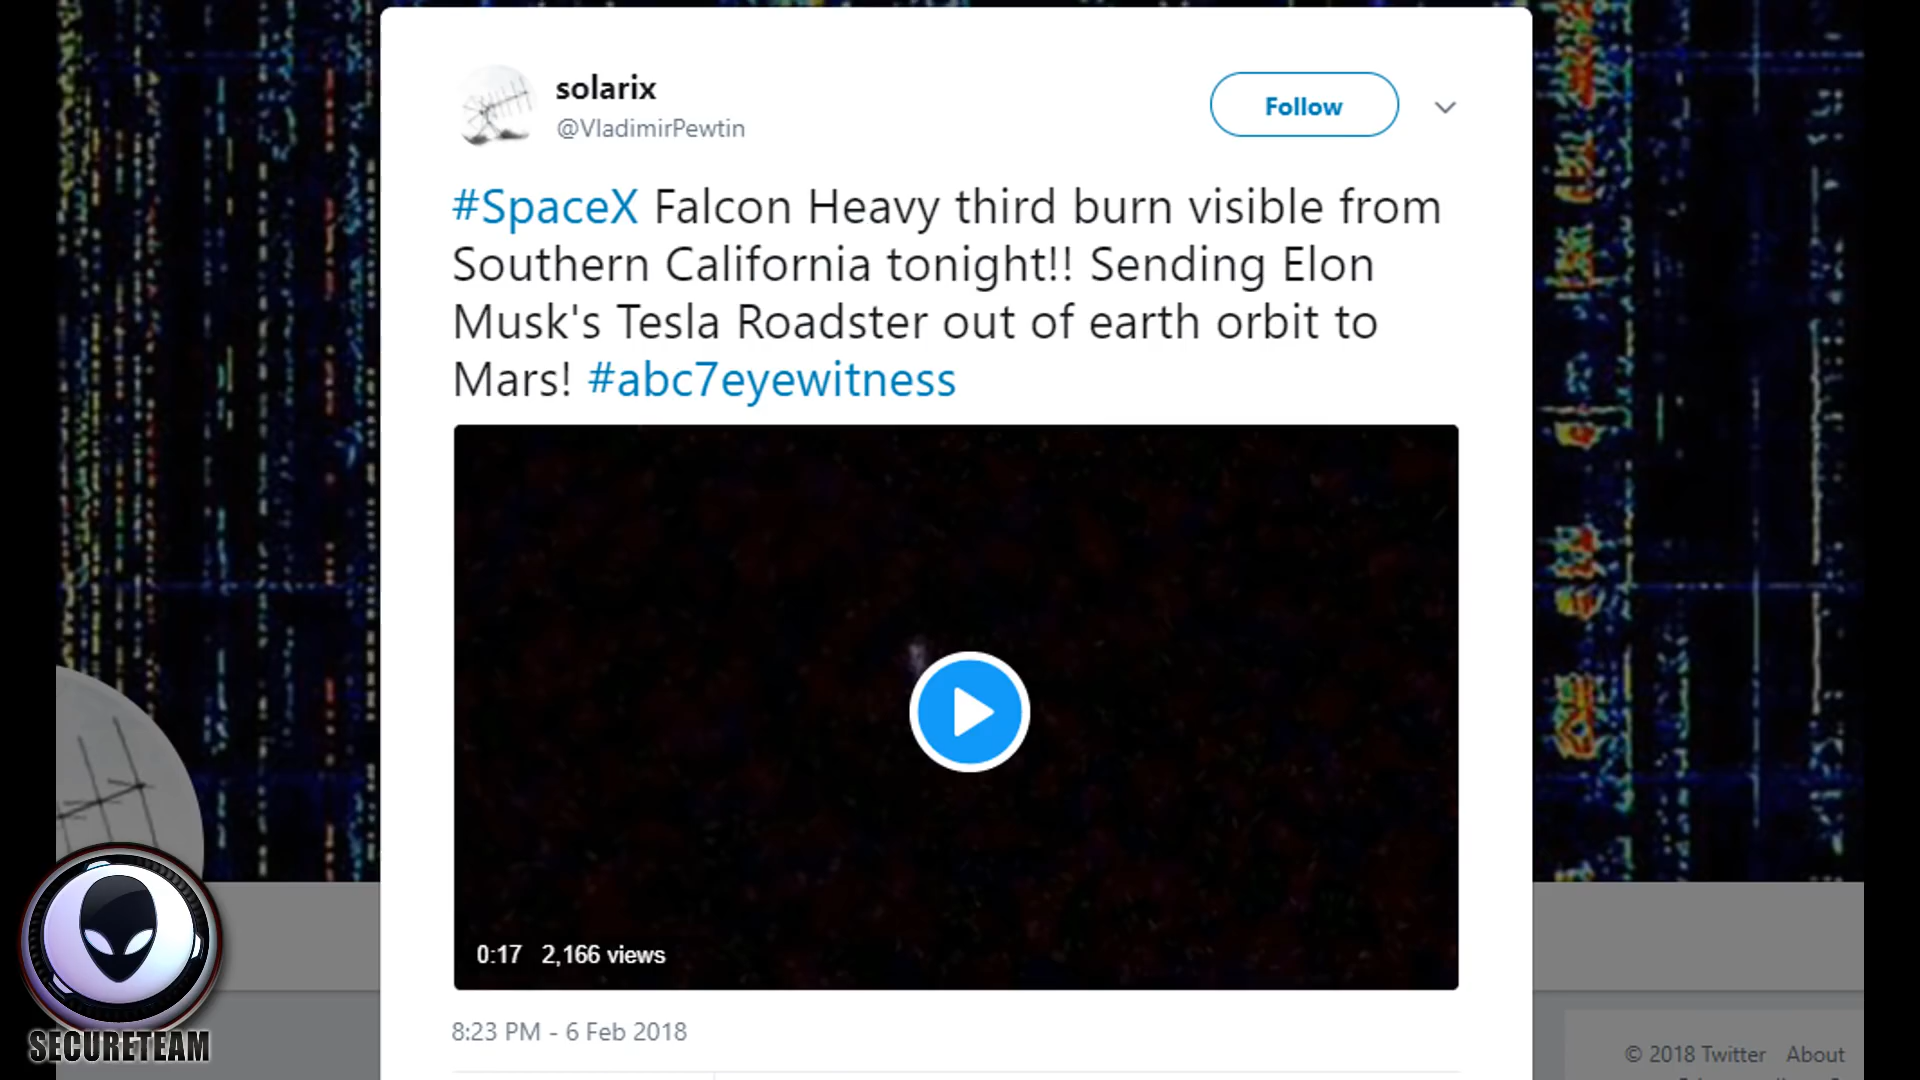 solarix
@VladimirPewtin
Follow
#SpaceX Falcon Heavy third burn visible from
Southern California tonight!! Sending Elon
Musk's Tesla Roadster out of earth orbit to
Mars! #abc7eyewitness
0:17 2,166 views
8:23 PM - 6 Feb 2018
SECURETEAM
© 2018 Twitter About